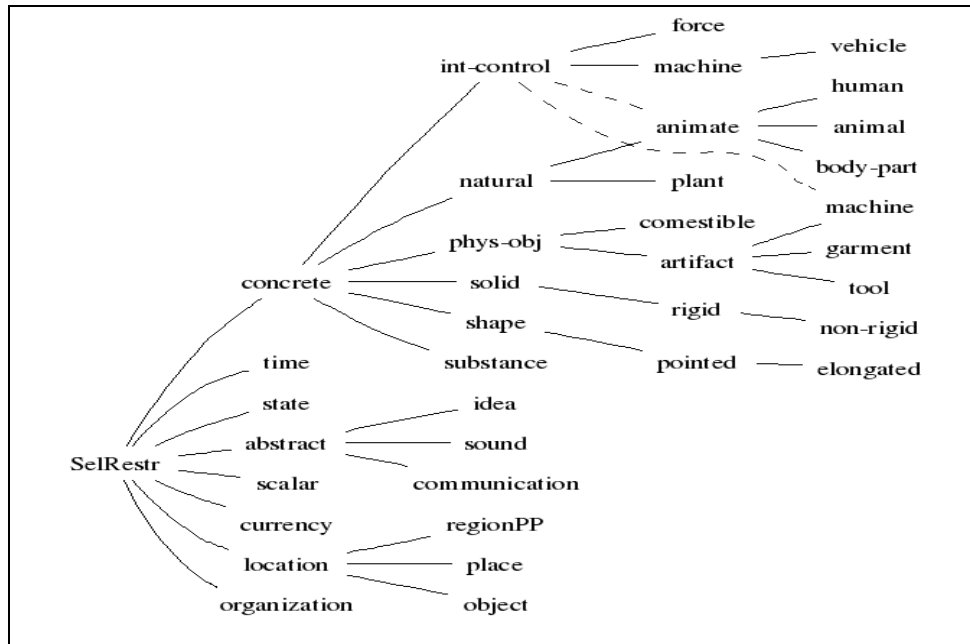 force
vehicle
int-control machine
human
animate animal
body-part
natural plant
machine
comestible
phys-obj
garment
artifact
concrete solid tool
rigid
shape non-rigid
time substance pointed elongated
state idea
abstract sound
SelRestr
scalar communication
currency regionPP
location place
organization object